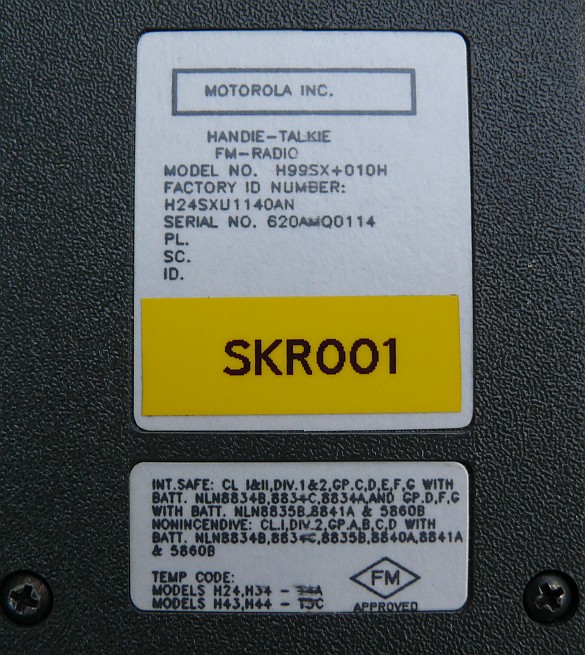 MOTOROLA INC.
HANDIE-TALKIE
FM-RADIO
MODEL NO. H99SX+010H
FACTORY ID NUMBER:
H24SXU1140AN
SERIAL NO. 620AMQ0114
PL.
SC.
ID.
SKR001
INT.SAFE: CL I&II,DIV.1&2,GP.C,D,E,F,G WITH
BATT. NLN8834B,8834C,8834A,AND GP.D,F,G
WITH BATT. NLN8835B,8841A & 5860B
NONINCENDIVE: CL.I,DIV.2,GP.A,B,C,D WITH
BATT. NLN8834B,8834C,8835B,8840A,8841A
& 5860B
TEMP CODE:
MODELS H24,H34 -
MODELS H43,H44 - T3C
FM
APPROVED